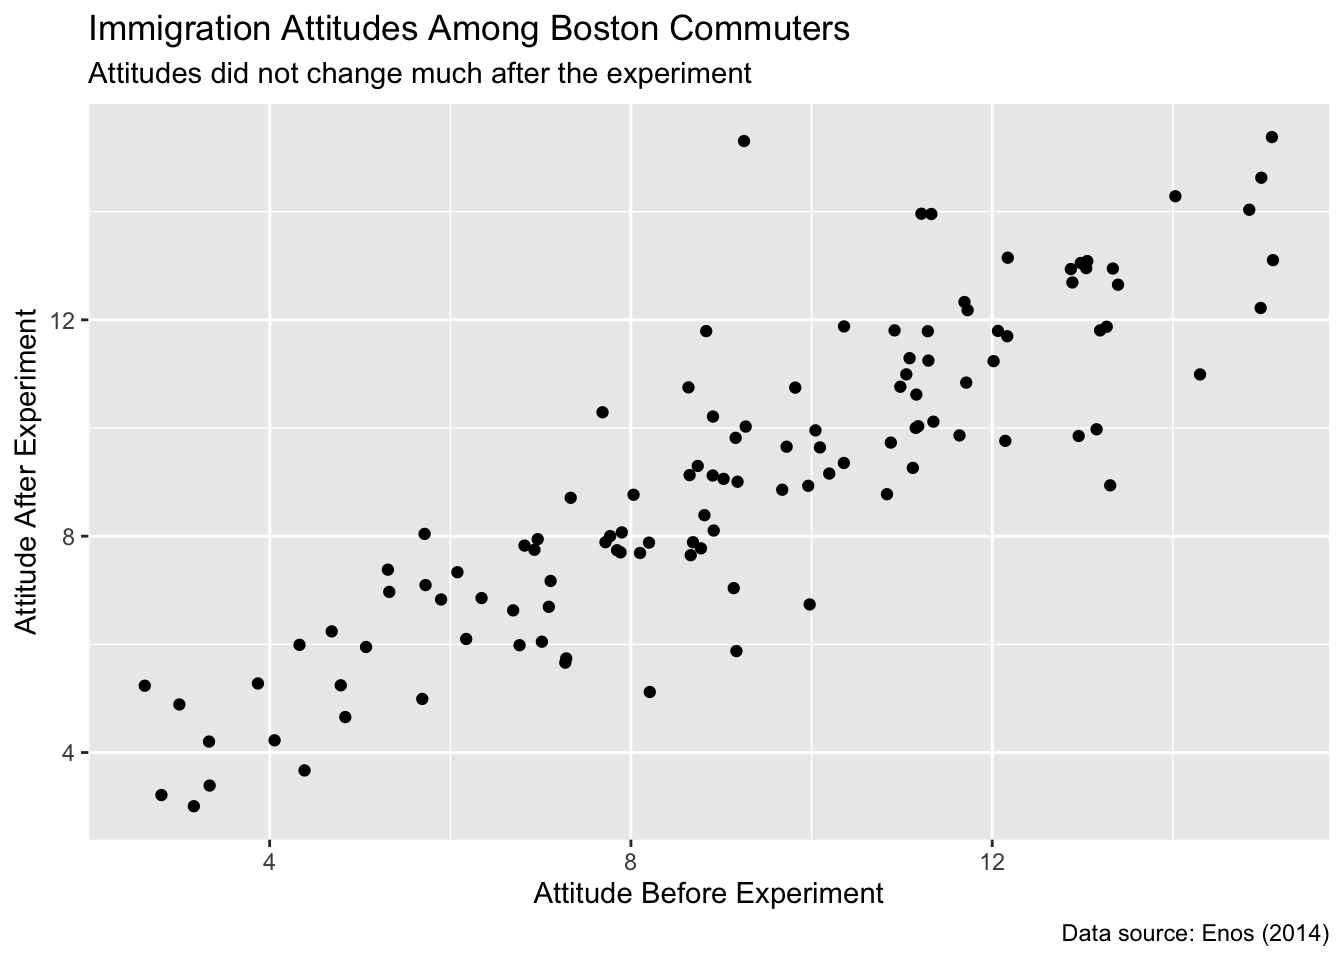 Immigration Attitudes Among Boston Commuters
Attitudes did not change much after the experiment
Attitude After Experiment
12
8
4
4
8
12
Attitude Before Experiment
Data source: Enos (2014)